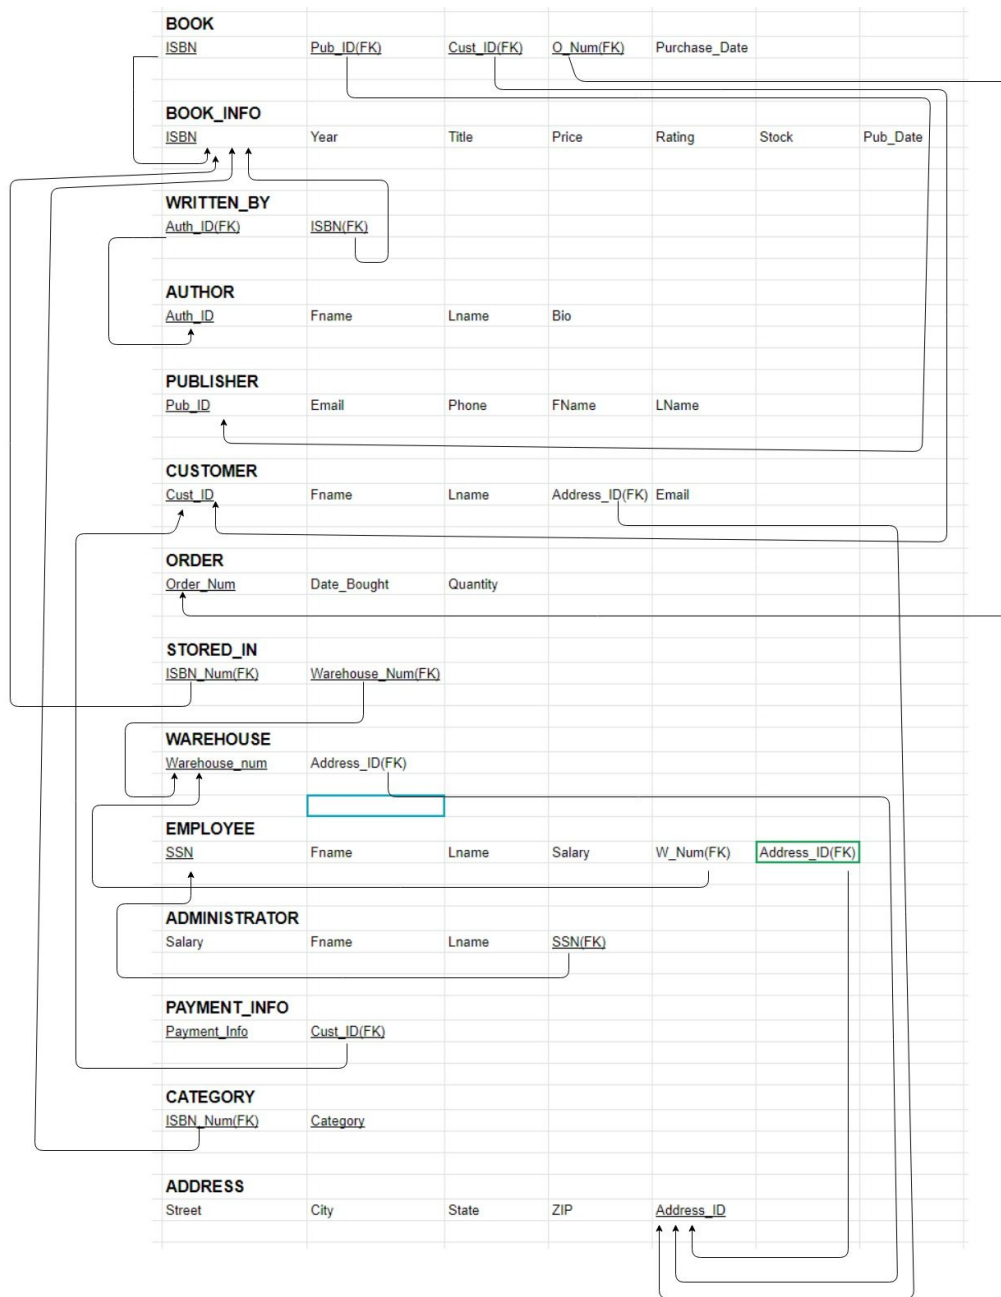 BOOK
ISBN Pub_ID(FK) Cust_ID(FK) O_Num(FK) Purchase_Date
BOOK_INFO
ISBN Year Title Price Rating Stock Pub_Date
WRITTEN_BY
Auth_ID(FK) ISBN(FK)
AUTHOR
Auth_ID Fname Lname Bio
PUBLISHER
Pub_ID Email Phone FName LName
CUSTOMER
Cust_ID Fname Lname Address_ID(FK) Email
ORDER
Order_Num Date_Bought Quantity
STORED_IN
ISBN_Num(FK) Warehouse_Num(FK)
WAREHOUSE
Warehouse_num Address_ID(FK)
EMPLOYEE
SSN Fname Lname Salary W_Num(FK) Address_ID(FK)
ADMINISTRATOR
Salary Fname Lname SSN(FK)
PAYMENT_INFO
Payment_Info Cust_ID(FK)
CATEGORY
ISBN_Num(FK) Category
ADDRESS
Street City State ZIP Address_ID